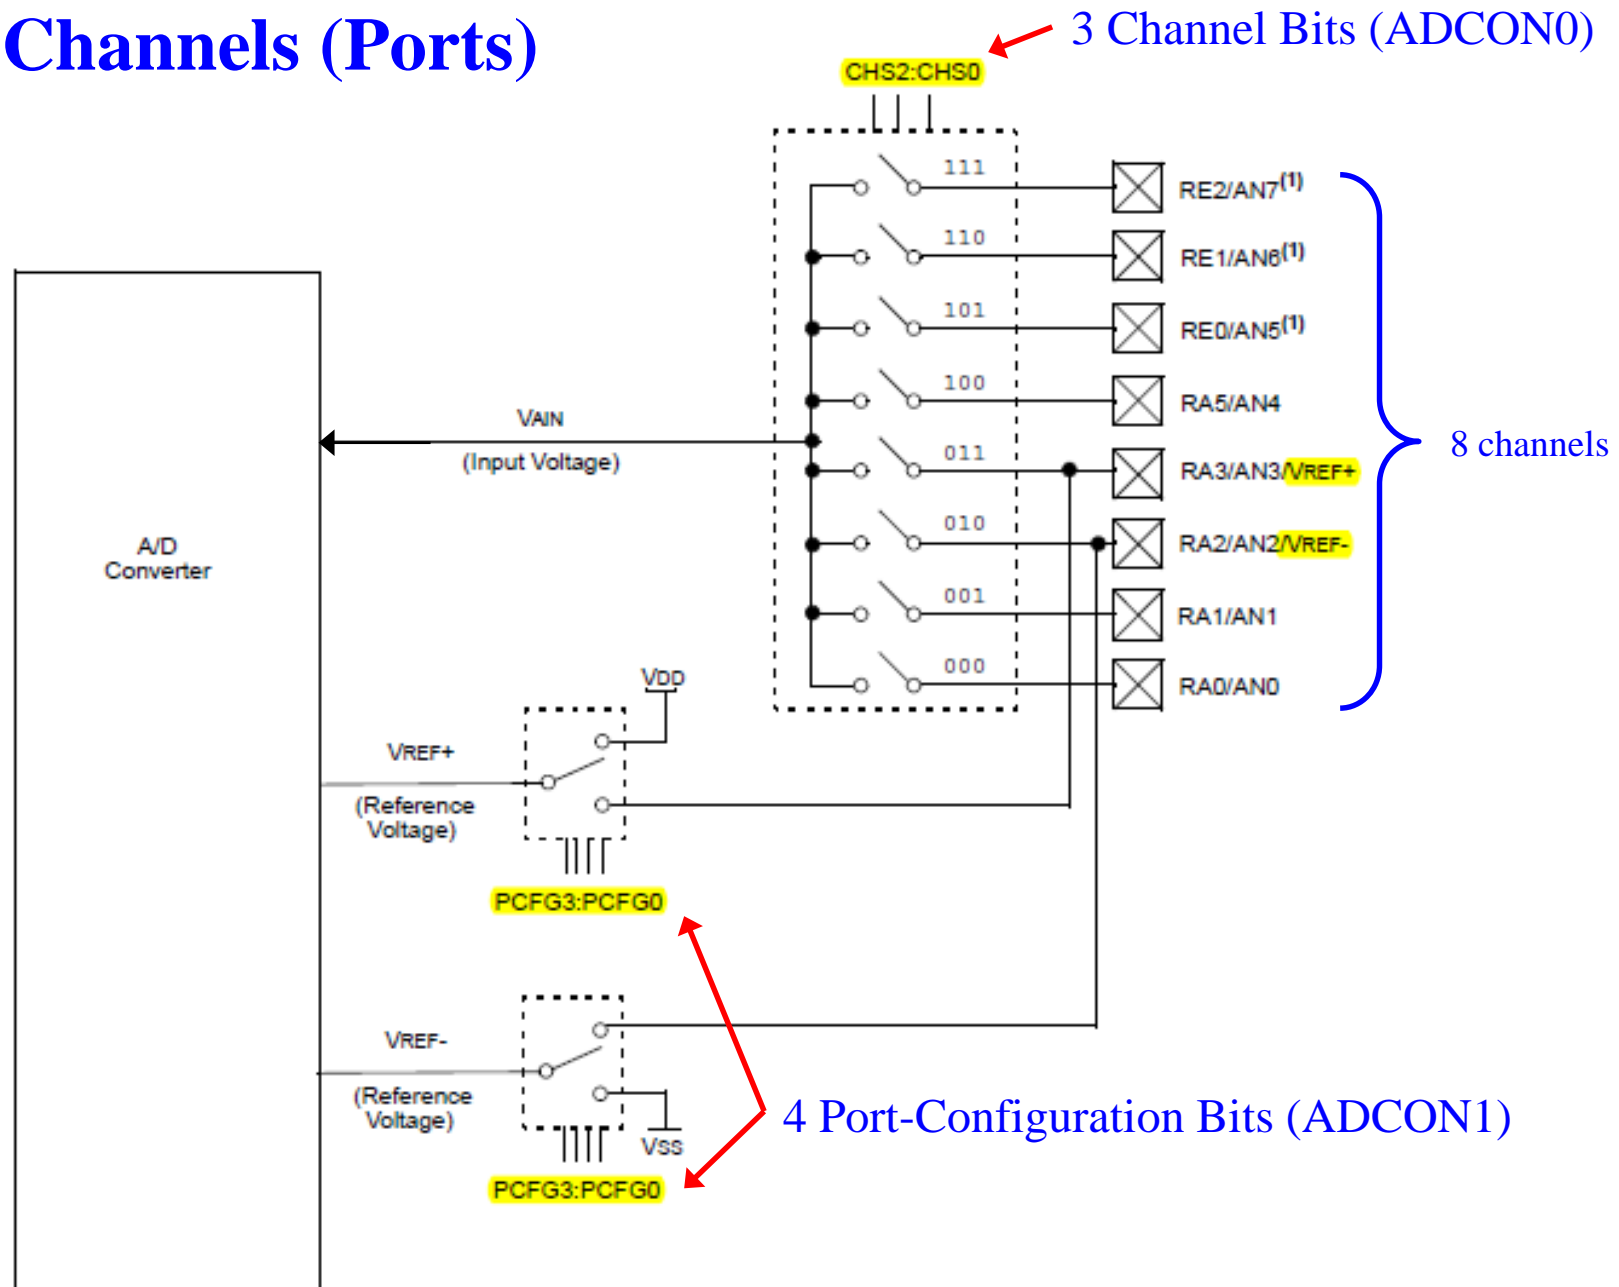 Channels (Ports)
3 Channel Bits (ADCON0)
CHS2:CHS0
111
RE2/AN7(1)
110
RE1/AN6(1)
101
RE0/AN5(1)
100
RA5/AN4
VAIN
(Input Voltage)
011
RA3/AN3/VREF+
8 channels
010
RA2/AN2/VREF-
A/D
Converter
001
RA1/AN1
000
RA0/AN0
VDD
VREF+
(Reference
Voltage)
PCFG3:PCFG0
VREF-
(Reference
Voltage)
4 Port-Configuration Bits (ADCON1)
VSS
PCFG3:PCFG0